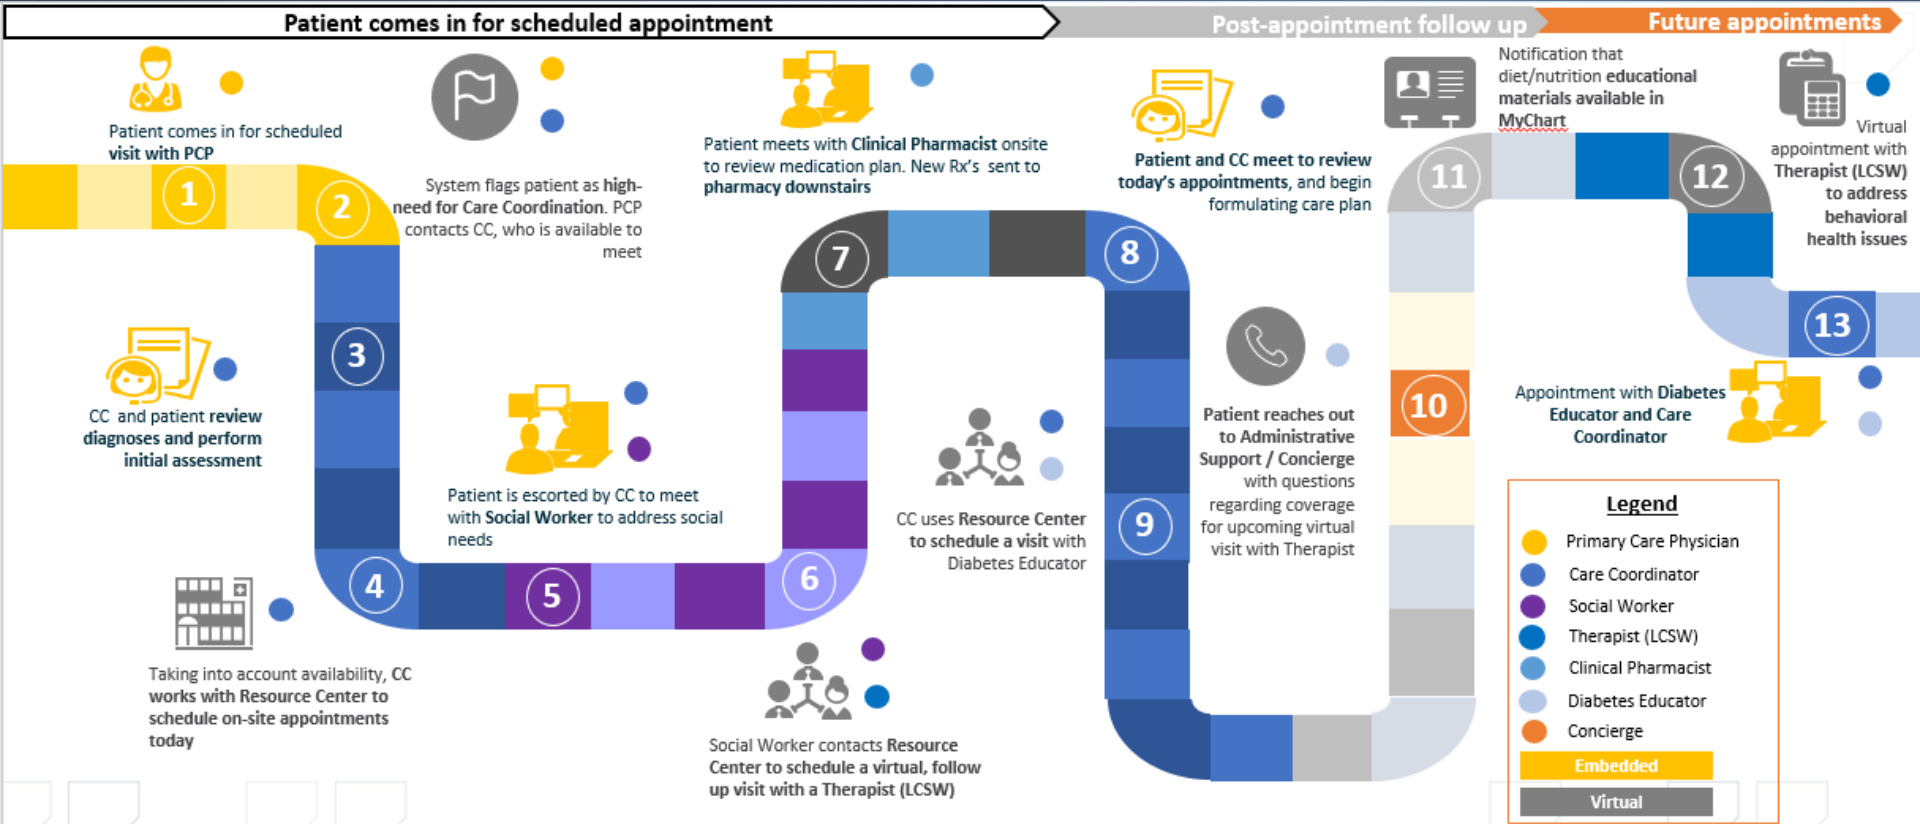 Patient comes in for scheduled appointment
Post-appointment follow up
Future appointments
Patient comes in for scheduled
visit with PCP
1
2
System flags patient as high-
need for Care Coordination. PCP
contacts CC, who is available to
meet
3
CC and patient review
diagnoses and perform
initial assessment
4
Taking into account availability, CC
works with Resource Center to
schedule on-site appointments
today
5
Patient is escorted by CC to meet
with Social Worker to address social
needs
6
Social Worker contacts Resource
Center to schedule a virtual, follow
up visit with a Therapist (LCSW)
7
Patient meets with Clinical Pharmacist onsite
to review medication plan. New Rx's sent to
pharmacy downstairs
8
Patient and CC meet to review
today's appointments, and begin
formulating care plan
9
CC uses Resource Center
to schedule a visit with
Diabetes Educator
10
Patient reaches out
to Administrative
Support / Concierge
with questions
regarding coverage
for upcoming virtual
visit with Therapist
11
Notification that
diet/nutrition educational
materials available in
MyChart
12
Virtual
appointment with
Therapist (LCSW)
to address
behavioral
health issues
13
Appointment with Diabetes
Educator and Care
Coordinator
Legend
Primary Care Physician
Care Coordinator
Social Worker
Therapist (LCSW)
Clinical Pharmacist
Diabetes Educator
Concierge
Embedded
Virtual